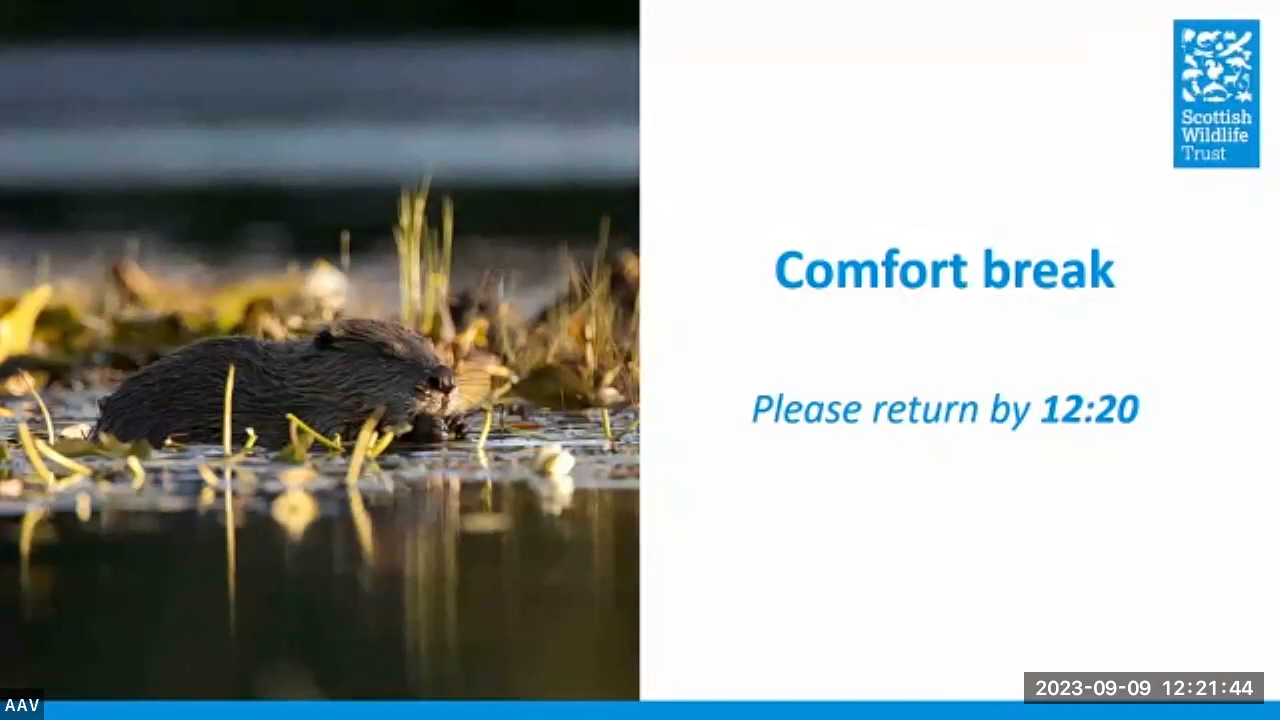 Scottish
Wildlife
Trust
Comfort break
Please return by 12:20
2023-09-09 12:21:44
AAV